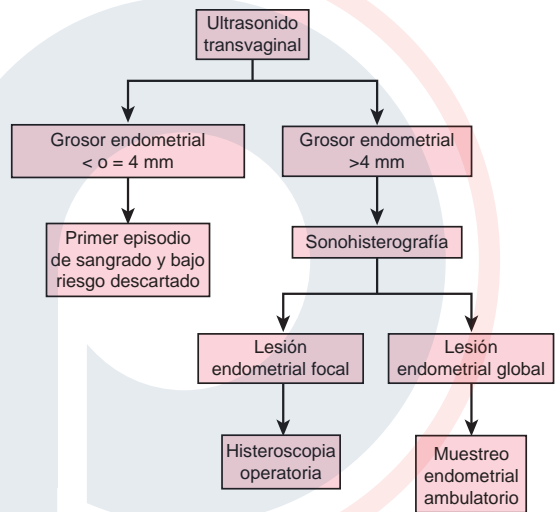 Ultrasonido
transvaginal
Grosor endometrial
< o = 4 mm
Grosor endometrial
>4 mm
Primer episodio
de sangrado y bajo
riesgo descartado
Sonohisterografía
Lesión
endometrial focal
Lesión
endometrial global
Histeroscopia
operatoria
Muestreo
endometrial
ambulatorio